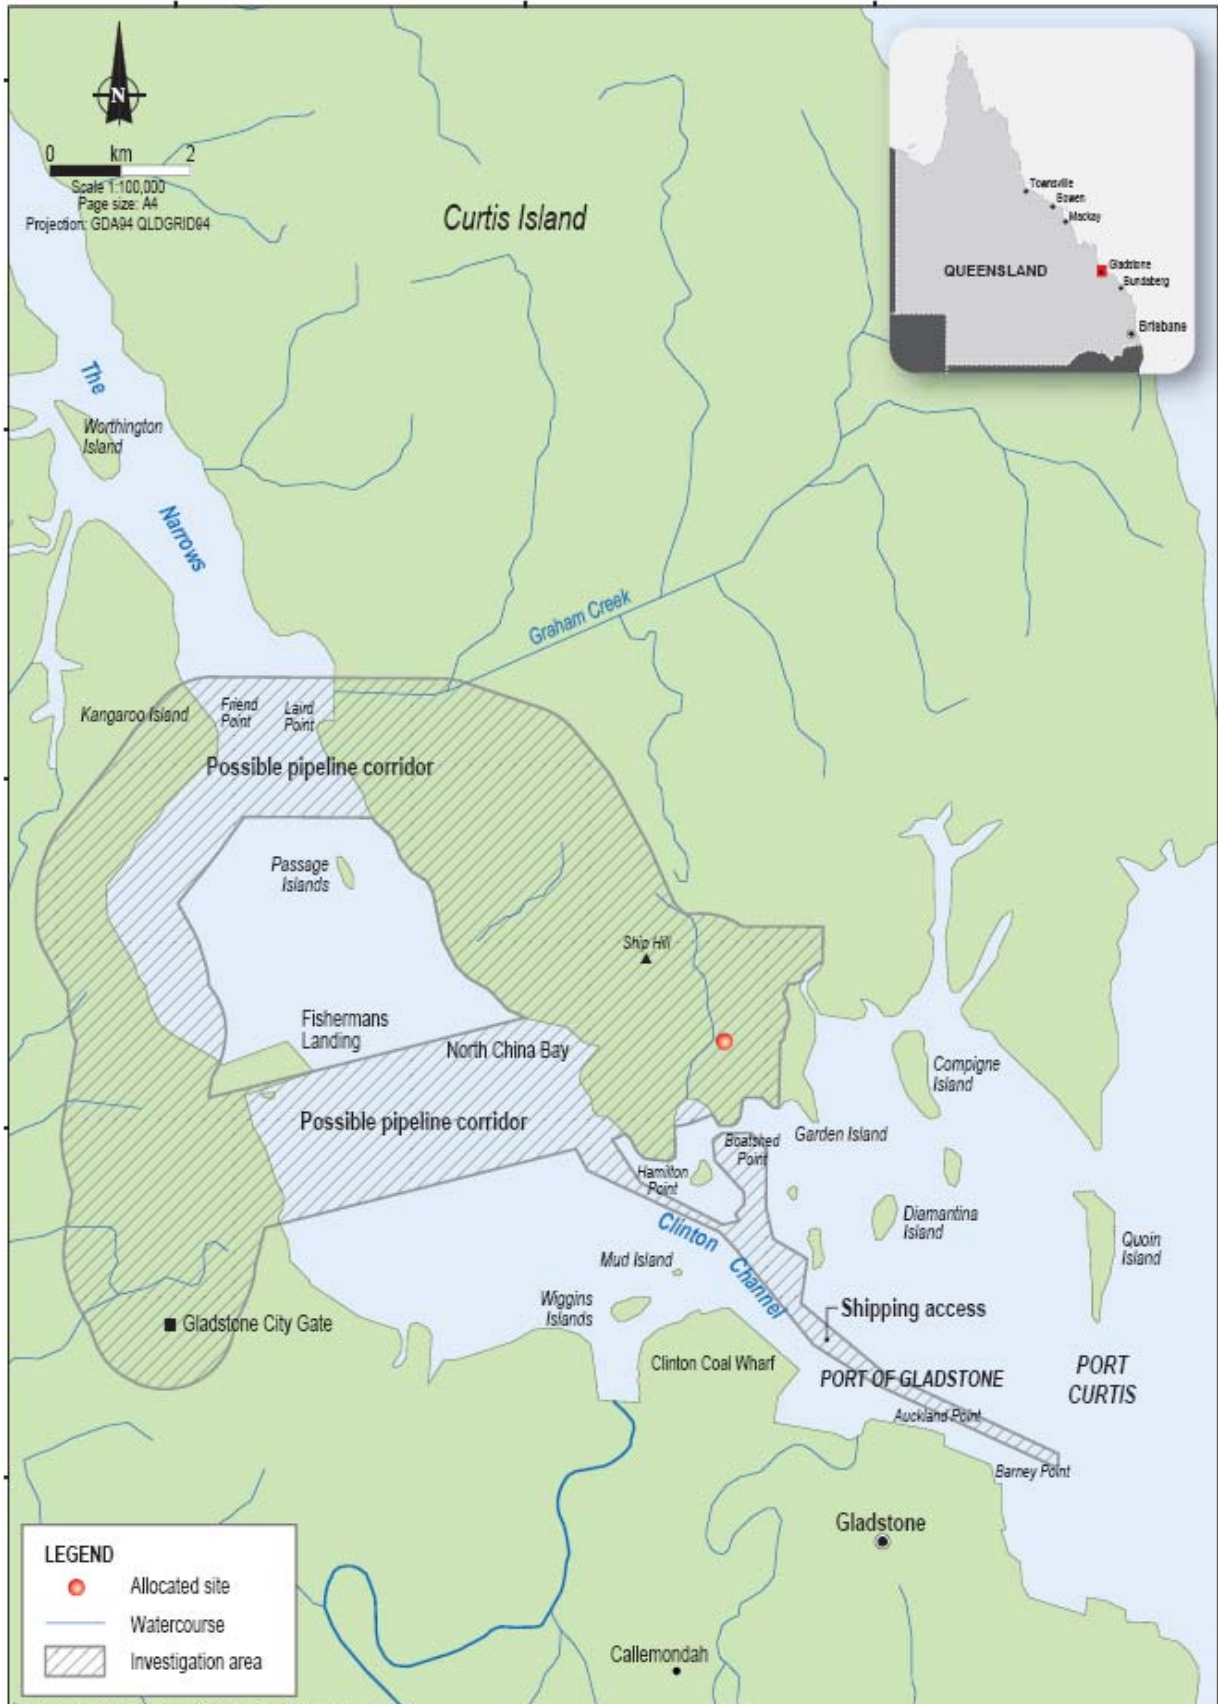 N
0 km 2
Scale 1:100,000
Page size: A4
Projection: GDA94 QLDGRID94
Curtis Island
Townsville
Bowen
Mackay
QUEENSLAND
Gladstone
Bundaberg
Brisbane
The
Narrows
Worthington
Island
Graham Creek
Kangaroo Island
Friend
Point
Laird
Point
Possible pipeline corridor
Passage
Islands
Ship Hill
Fishermans
Landing
North China Bay
Compigne
Island
Possible pipeline corridor
Boatshed
Point
Garden Island
Hamilton
Point
Diamantina
Island
Quoin
Island
Clinton
Channel
Mud Island
Wiggins
Islands
Shipping access
Gladstone City Gate
Clinton Coal Wharf
PORT OF GLADSTONE
PORT
CURTIS
Auckland Point
Barney Point
Gladstone
Callemondah
LEGEND
Allocated site
Watercourse
Investigation area